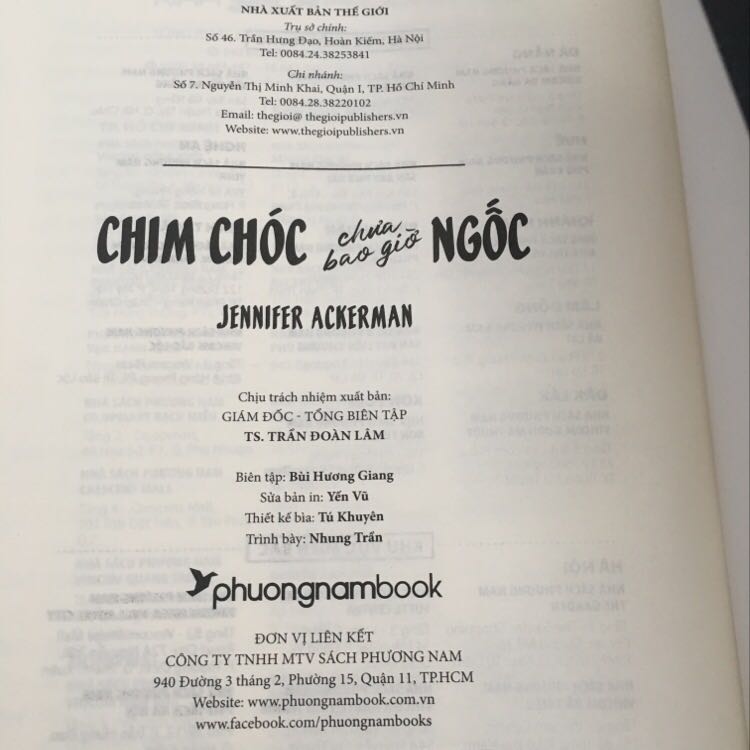 NHÀ XUẤT BẢN THẾ GIỚI
Trụ sở chính:
Số 46. Trần Hưng Đạo, Hoàn Kiếm, Hà Nội
Tel: 0084.24.38253841
Chi nhánh:
Số 7. Nguyễn Thị Minh Khai, Quận I, TP. Hồ Chí Minh
Tel: 0084.28.38220102
Email: thegioi@ thegioipublishers.vn
Website: www.thegioipublishers.vn
CHIM CHÓC chưa bao giờ NGỐC
JENNIFER ACKERMAN
Chịu trách nhiệm xuất bản:
GIÁM ĐỐC - TỔNG BIÊN TẬP
TS. TRẦN ĐOÀN LÂM
Biên tập: Bùi Hương Giang
Sửa bản in: Yến Vũ
Thiết kế bìa: Tú Khuyên
Trình bày: Nhung Trần
phuongnambook
ĐƠN VỊ LIÊN KẾT
CÔNG TY TNHH MTV SÁCH PHƯƠNG NAM
940 Đường 3 tháng 2, Phường 15, Quận 11, TP.HCM
Website: www.phuongnambook.com.vn
www.facebook.com/phuongnambooks